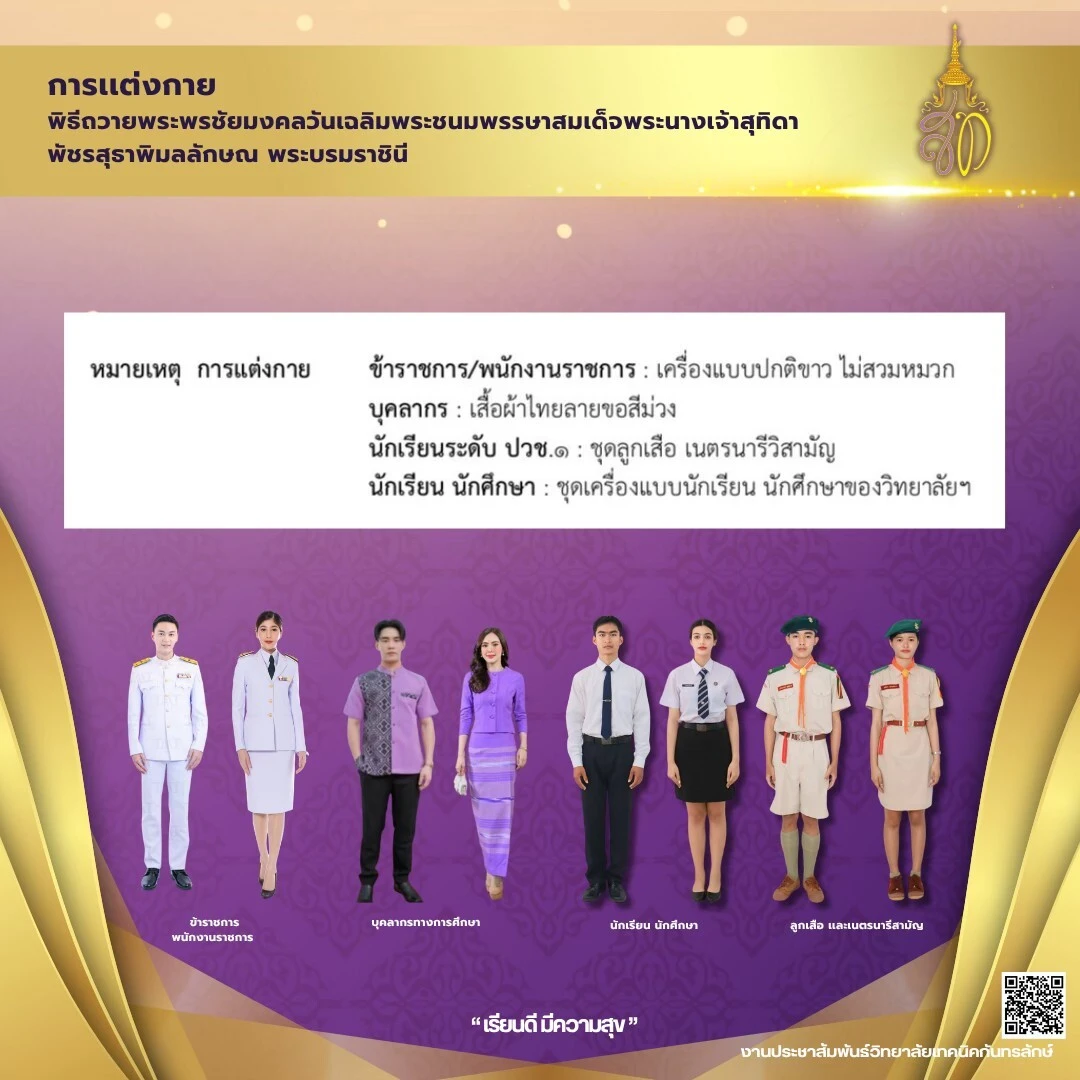 การแต่งกาย
พิธีถวายพระพรชัยมงคลวันเฉลิมพระชนมพรรษาสมเด็จพระนางเจ้าสุทิดา
พัชรสุธาพิมลลักษณ พระบรมราชินี
สท
หมายเหตุ การแต่งกาย ข้าราชการ/พนักงานราชการ : เครื่องแบบปกติขาว ไม่สวมหมวก
บุคลากร : เสื้อผ้าไทยลายขอสีม่วง
นักเรียนระดับ ปวช.๑ : ชุดลูกเสือ เนตรนารีวิสามัญ
นักเรียน นักศึกษา : ชุดเครื่องแบบนักเรียน นักศึกษาของวิทยาลัยฯ
ข้าราชการ
พนักงานราชการ
บุคลากรทางการศึกษา
นักเรียน นักศึกษา
ลูกเสือ และเนตรนารีสามัญ
“เรียนดี มีความสุข”
งานประชาสัมพันธ์วิทยาลัยเทคนิคกันทรลักษ์